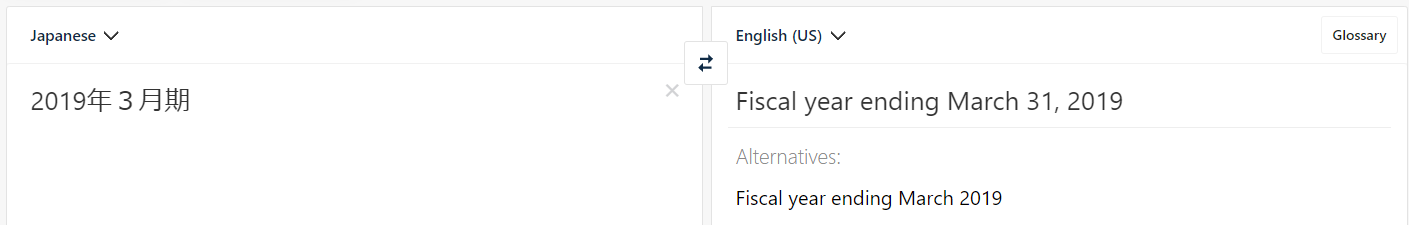 Japanese
English (US)
Glossary
2019年３月期
Fiscal year ending March 31, 2019
Alternatives:
Fiscal year ending March 2019